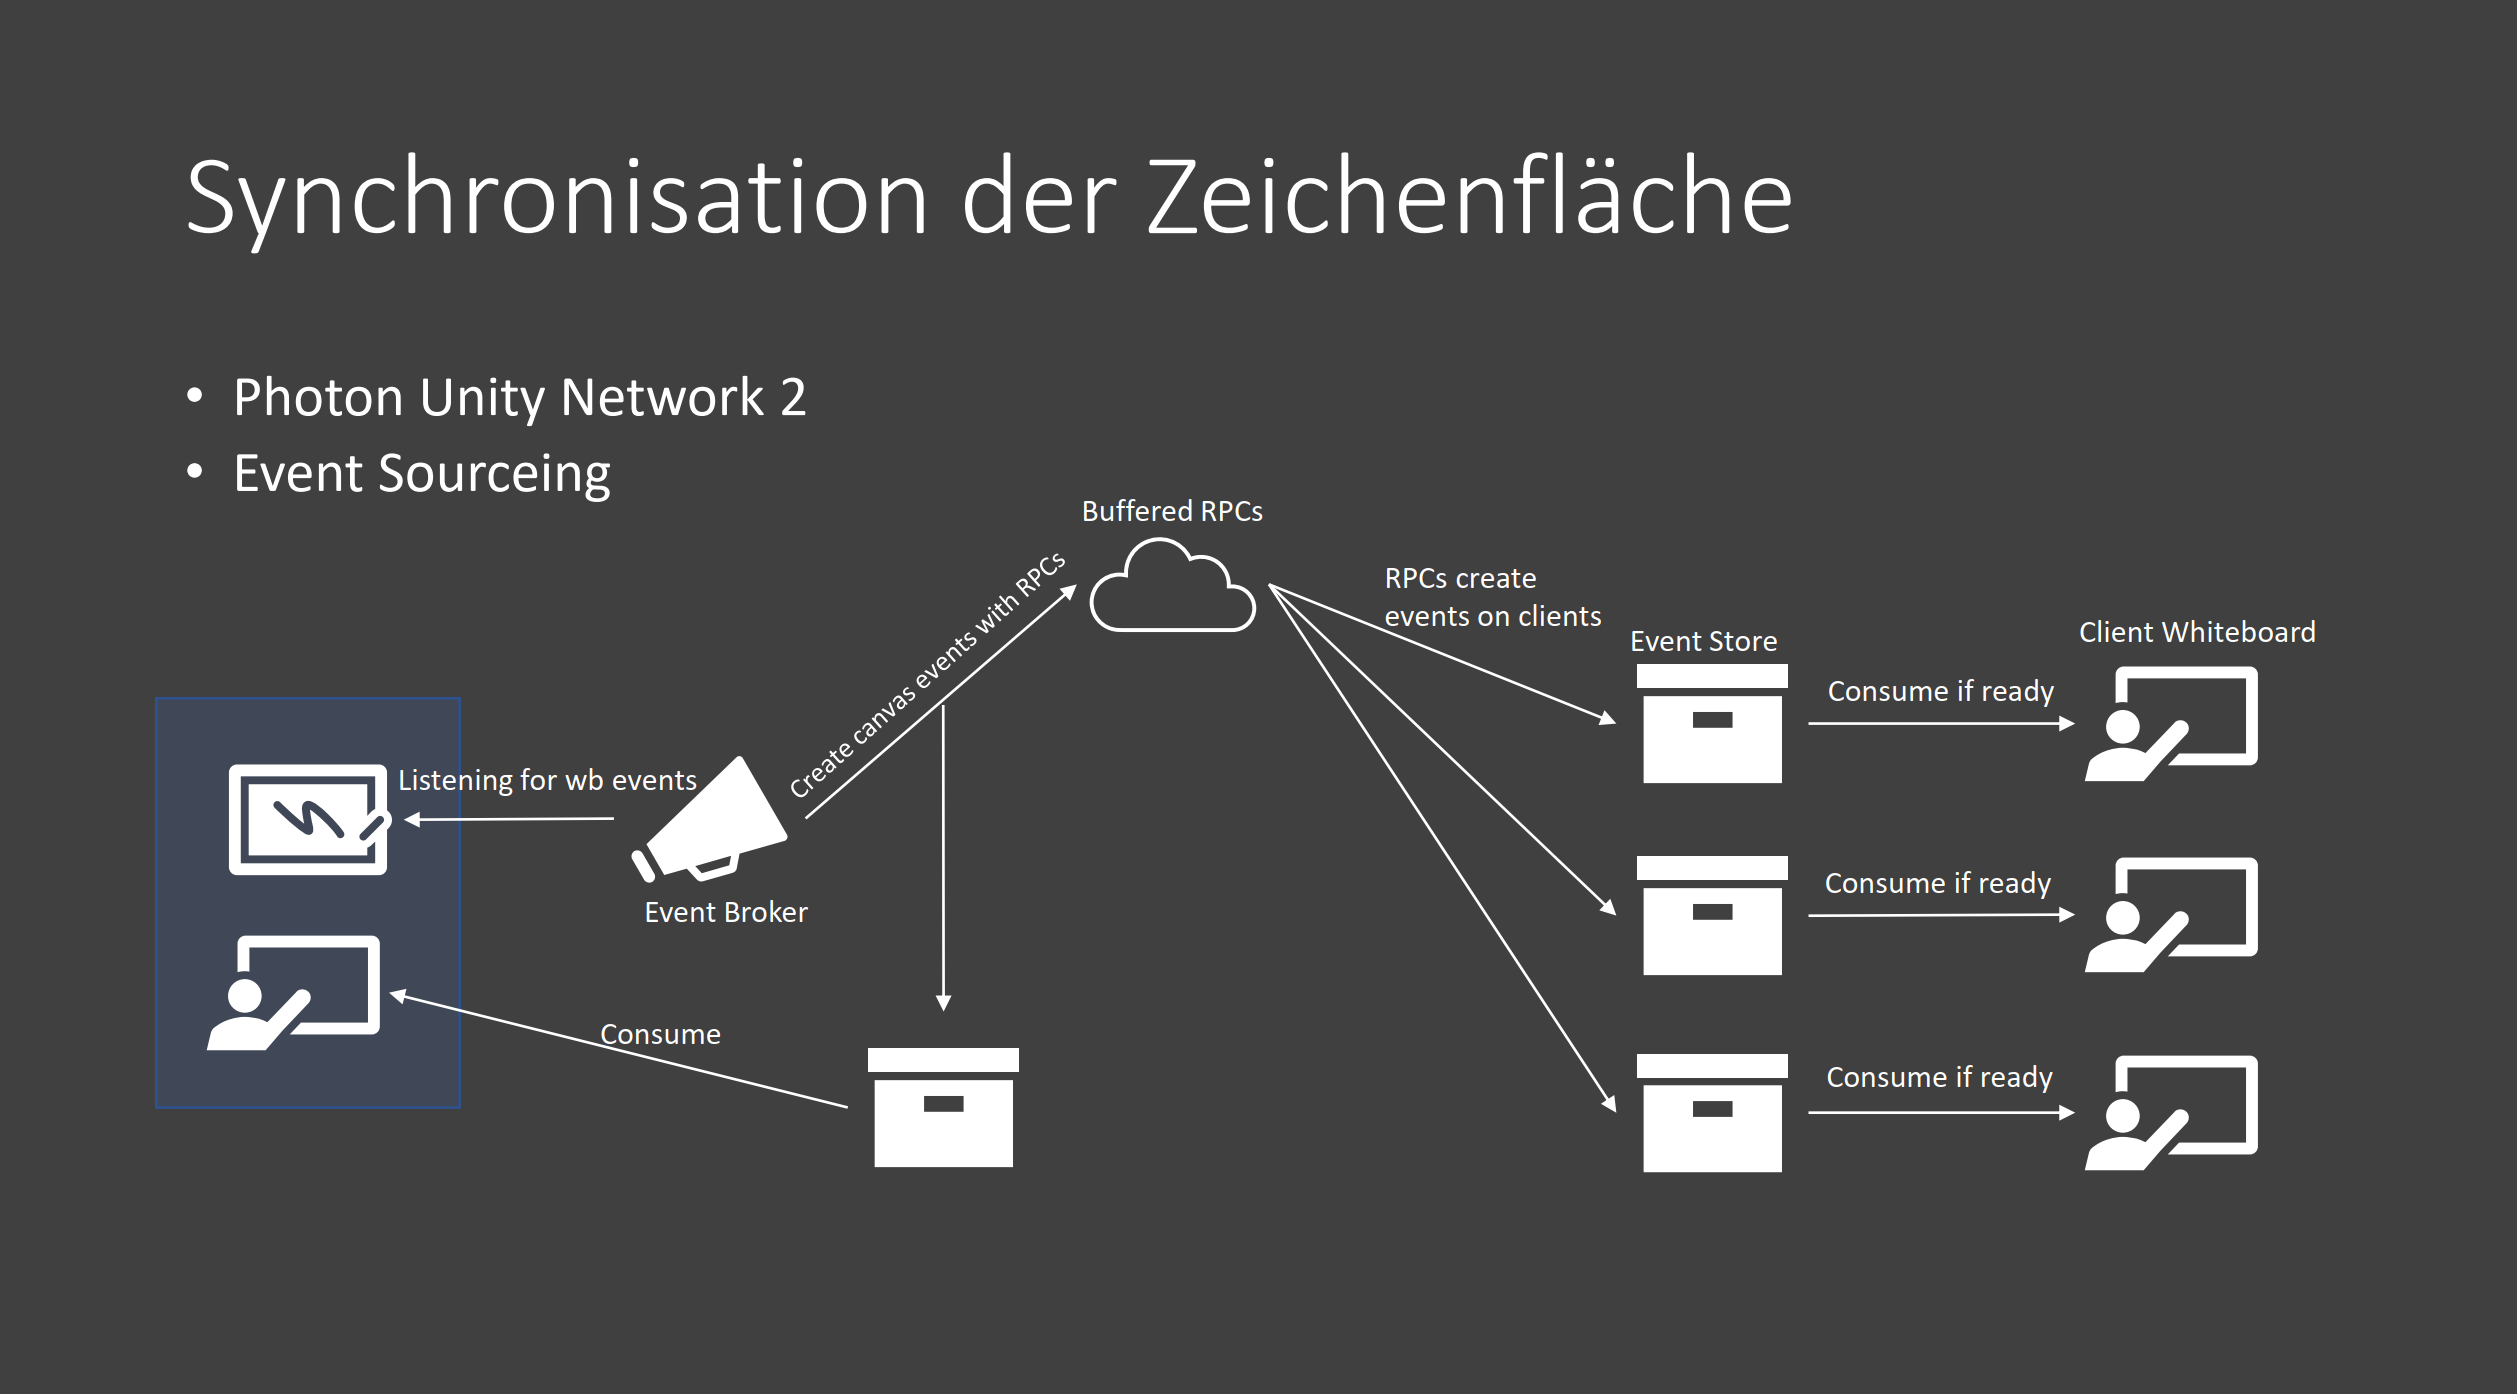 Synchronisation der Zeichenfläche
• Photon Unity Network 2
• Event Sourceing
Buffered RPCs
Create canvas events with RPCs
RPCs create
events on clients
Event Store
Client Whiteboard
Consume if ready
Listening for wb events
Event Broker
Consume if ready
Consume
Consume if ready